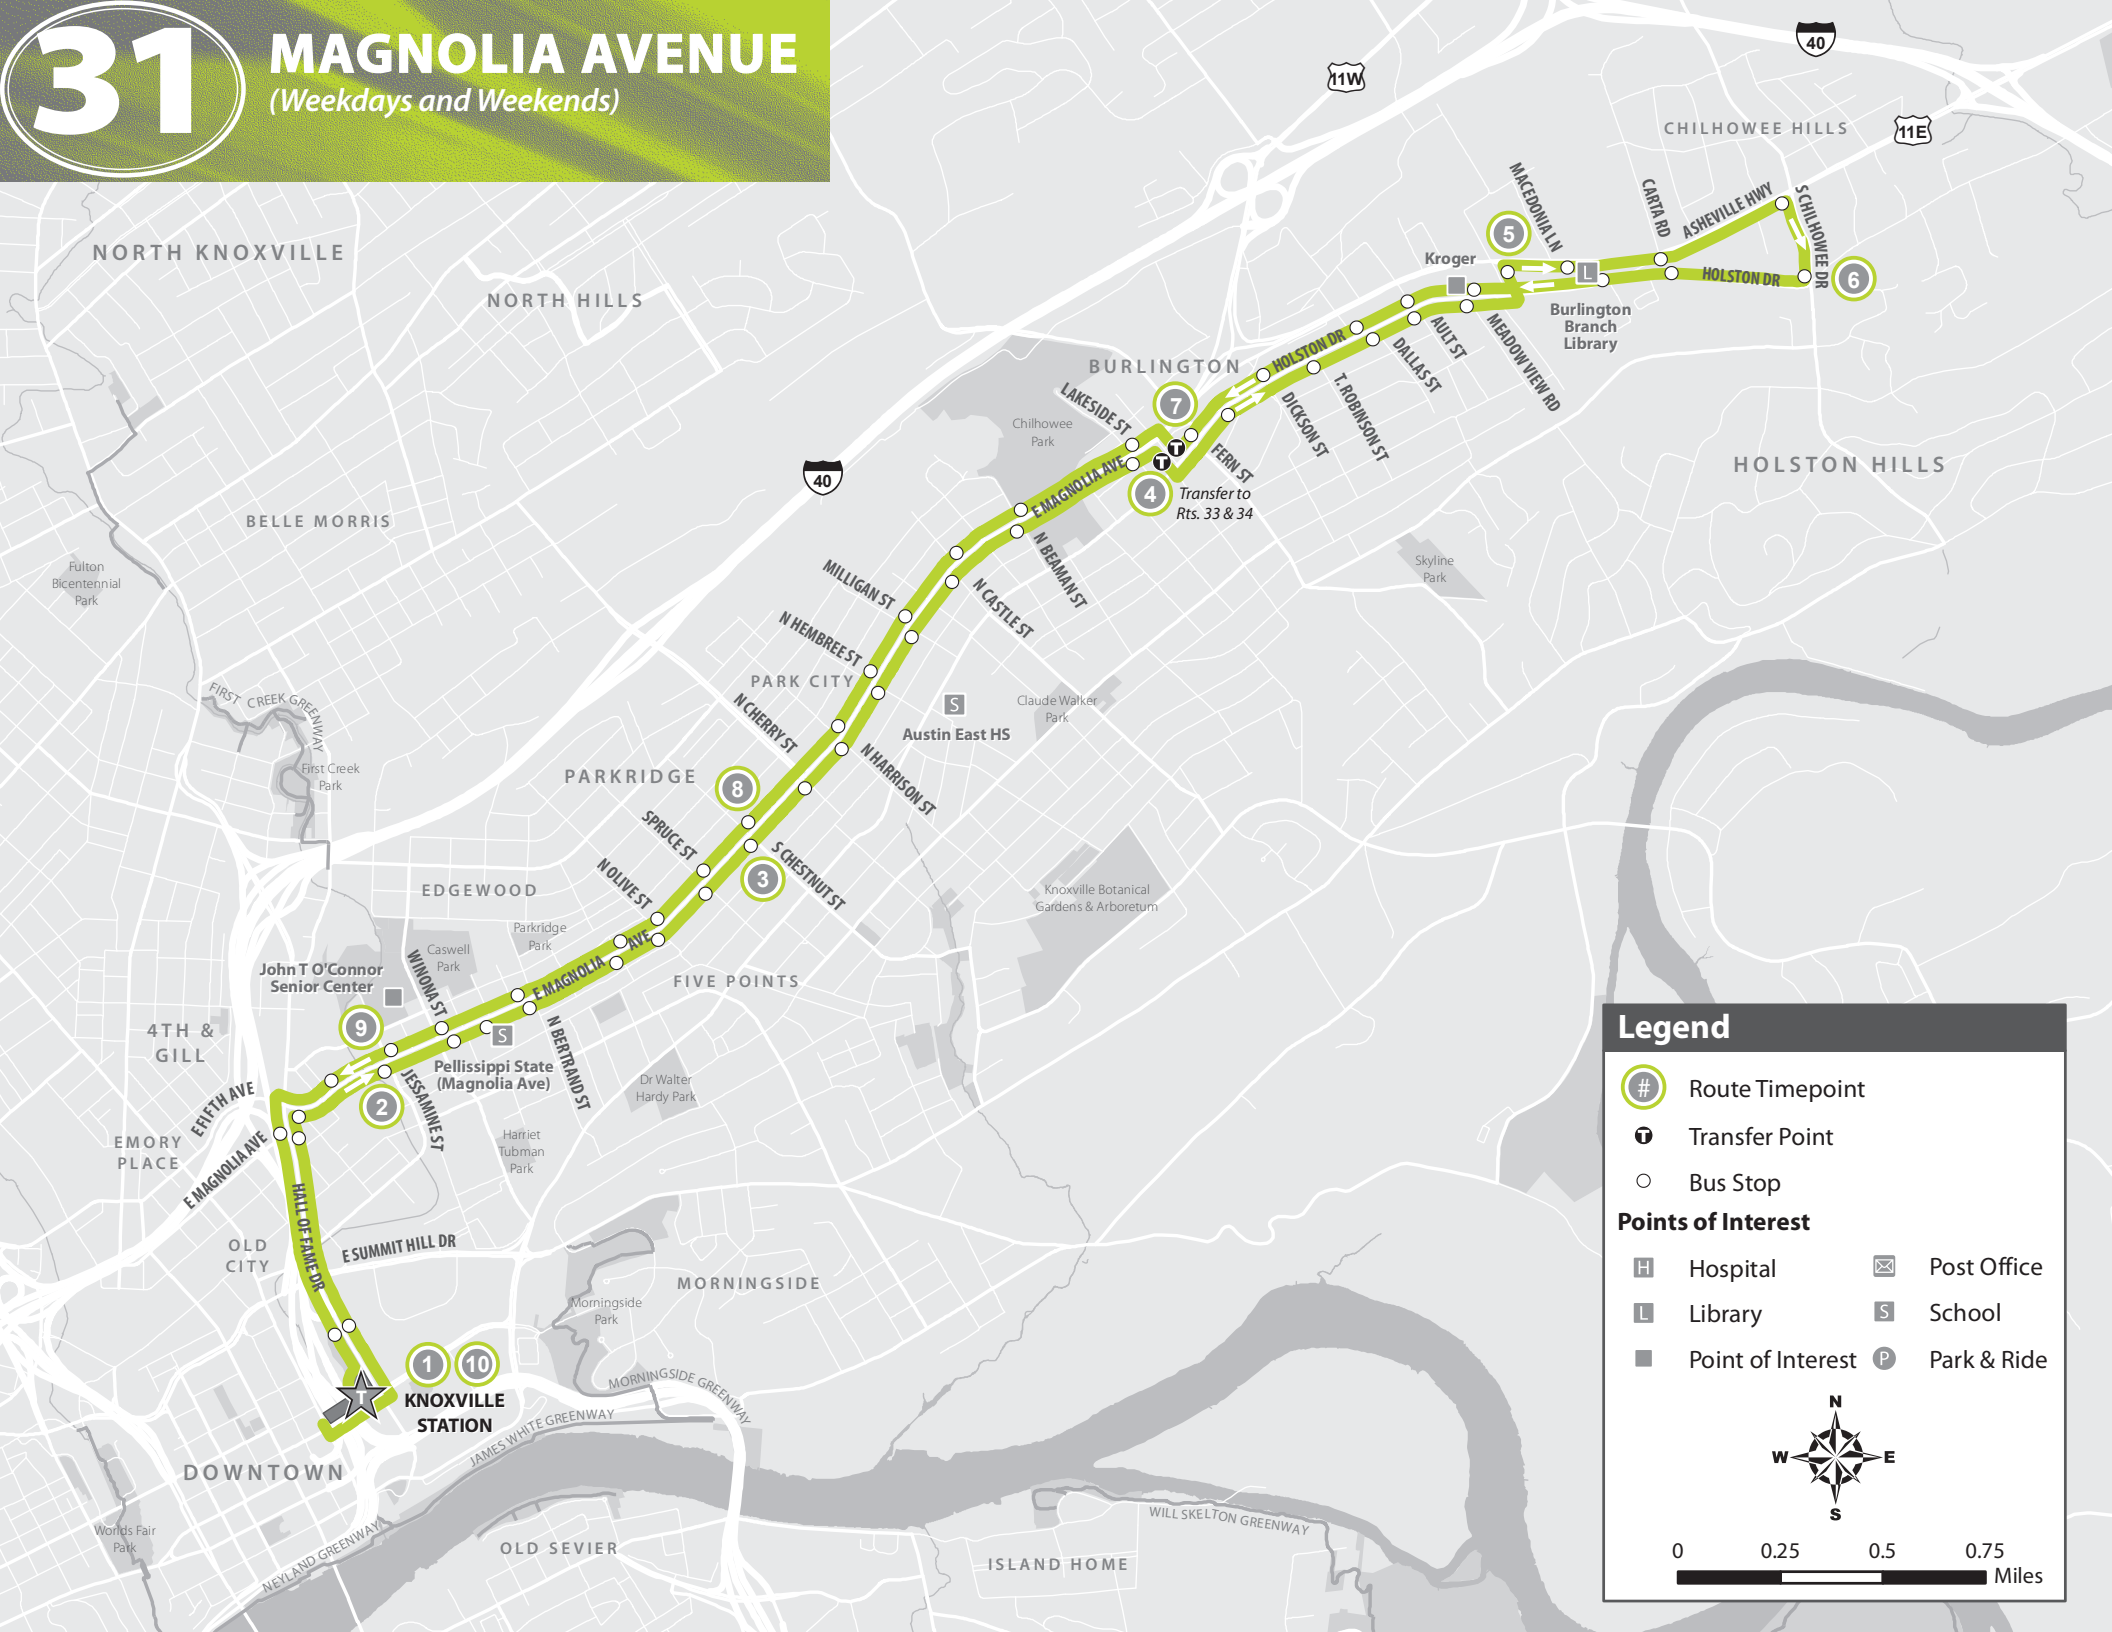 31
MAGNOLIA AVENUE
(Weekdays and Weekends)
40
11W
11E
CHILHOWEE HILLS
NORTH KNOXVILLE
NORTH HILLS
MACEDONIA LN
CARTA RD
ASHEVILLE HWY
S CHILHOWEE DR
5
Kroger
L
HOLSTON DR
6
Burlington
Branch
Library
AULT ST
MEADOW VIEW RD
DALLAS ST
HOLSTON DR
T. ROBINSON ST
DICKSON ST
BURLINGTON
LAKESIDE ST
7
Chilhowee
Park
T
T
FERN ST
E MAGNOLIA AVE
4
Transfer to
Rts. 33 & 34
HOLSTON HILLS
40
BELLE MORRIS
N BEAMAN ST
Skyline
Park
Fulton
Bicentennial
Park
MILLIGAN ST
N CASTLE ST
N HEMBREE ST
PARK CITY
FIRST CREEK GREENWAY
S
Austin East HS
Claude Walker
Park
N CHERRY ST
First Creek
Park
PARKRIDGE
8
N HARRISON ST
SPRUCE ST
S CHESTNUT ST
3
N OLIVE ST
EDGEWOOD
Knoxville Botanical
Gardens & Arboretum
Parkridge
Park
Caswell
Park
E MAGNOLIA AVE
FIVE POINTS
WINONA ST
John T O'Connor
Senior Center
9
S
Pellissippi State
(Magnolia Ave)
N BERTRAND ST
4TH &
GILL
JESSAMINE ST
2
Dr Walter
Hardy Park
E FIFTH AVE
EMORY
PLACE
E MAGNOLIA AVE
Harriet
Tubman
Park
HALL OF FAME DR
OLD
CITY
E SUMMIT HILL DR
MORNINGSIDE
Morningside
Park
1
10
T
KNOXVILLE
STATION
MORNINGSIDE GREENWAY
JAMES WHITE GREENWAY
DOWNTOWN
Worlds Fair
Park
NEYLAND GREENWAY
OLD SEVIER
WILL SKELTON GREENWAY
ISLAND HOME
Legend
# Route Timepoint
T Transfer Point
Bus Stop
Points of Interest
H Hospital
Post Office
L Library
S School
Point of Interest
P Park & Ride
N
W E
S
0 0.25 0.5 0.75
Miles